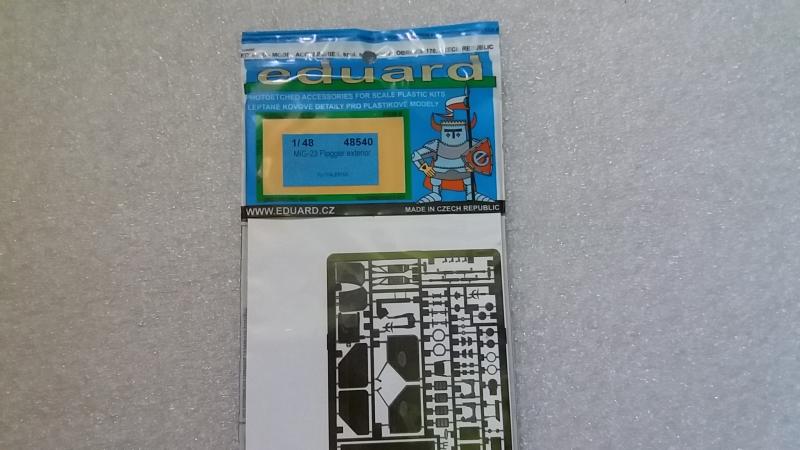 eduard
PHOTOETCHED ACCESSORIES FOR SCALE PLASTIC KITS
LEPTANÉ KOVOVÉ DETAILY PRO PLASTIKOVÉ MODELY
1/48 48540
MiG-23 Flogger exterior
e
WWW.EDUARD.CZ
MADE IN CZECH REPUBLIC